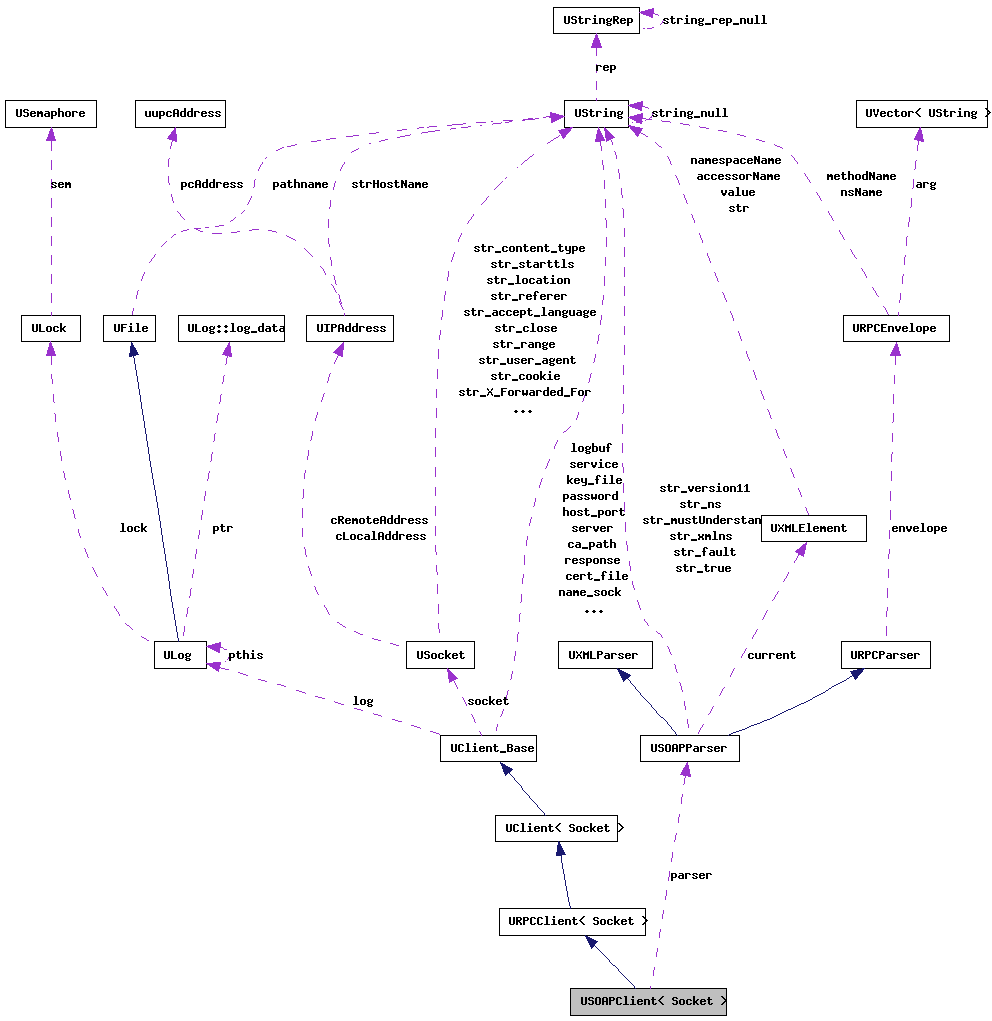 UStringRep
string_rep_null
rep
USemaphore
uupcAddress
UString
string_null
UVector< UString >
sem
pcAddress
pathname
strHostName
namespaceName
accessorName
value
str
methodName
nsName
arg
str_content_type
str_starttls
str_location
str_referer
str_accept_language
str_close
str_range
str_user_agent
str_cookie
str_X_Forwarded_For
...
ULock
UFile
ULog::log_data
UIPAddress
URPCEnvelope
logbuf
service
key_file
password
host_port
server
ca_path
response
cert_file
name_sock
...
str_version11
str_ns
str_mustUnderstan
str_xmlns
str_fault
str_true
lock
ptr
cRemoteAddress
cLocalAddress
UXMLElement
envelope
ULog
pthis
USocket
UXMLParser
current
URPCParser
log
socket
UClient_Base
USOAPParser
UClient< Socket >
parser
URPCClient< Socket >
USOAPClient< Socket >